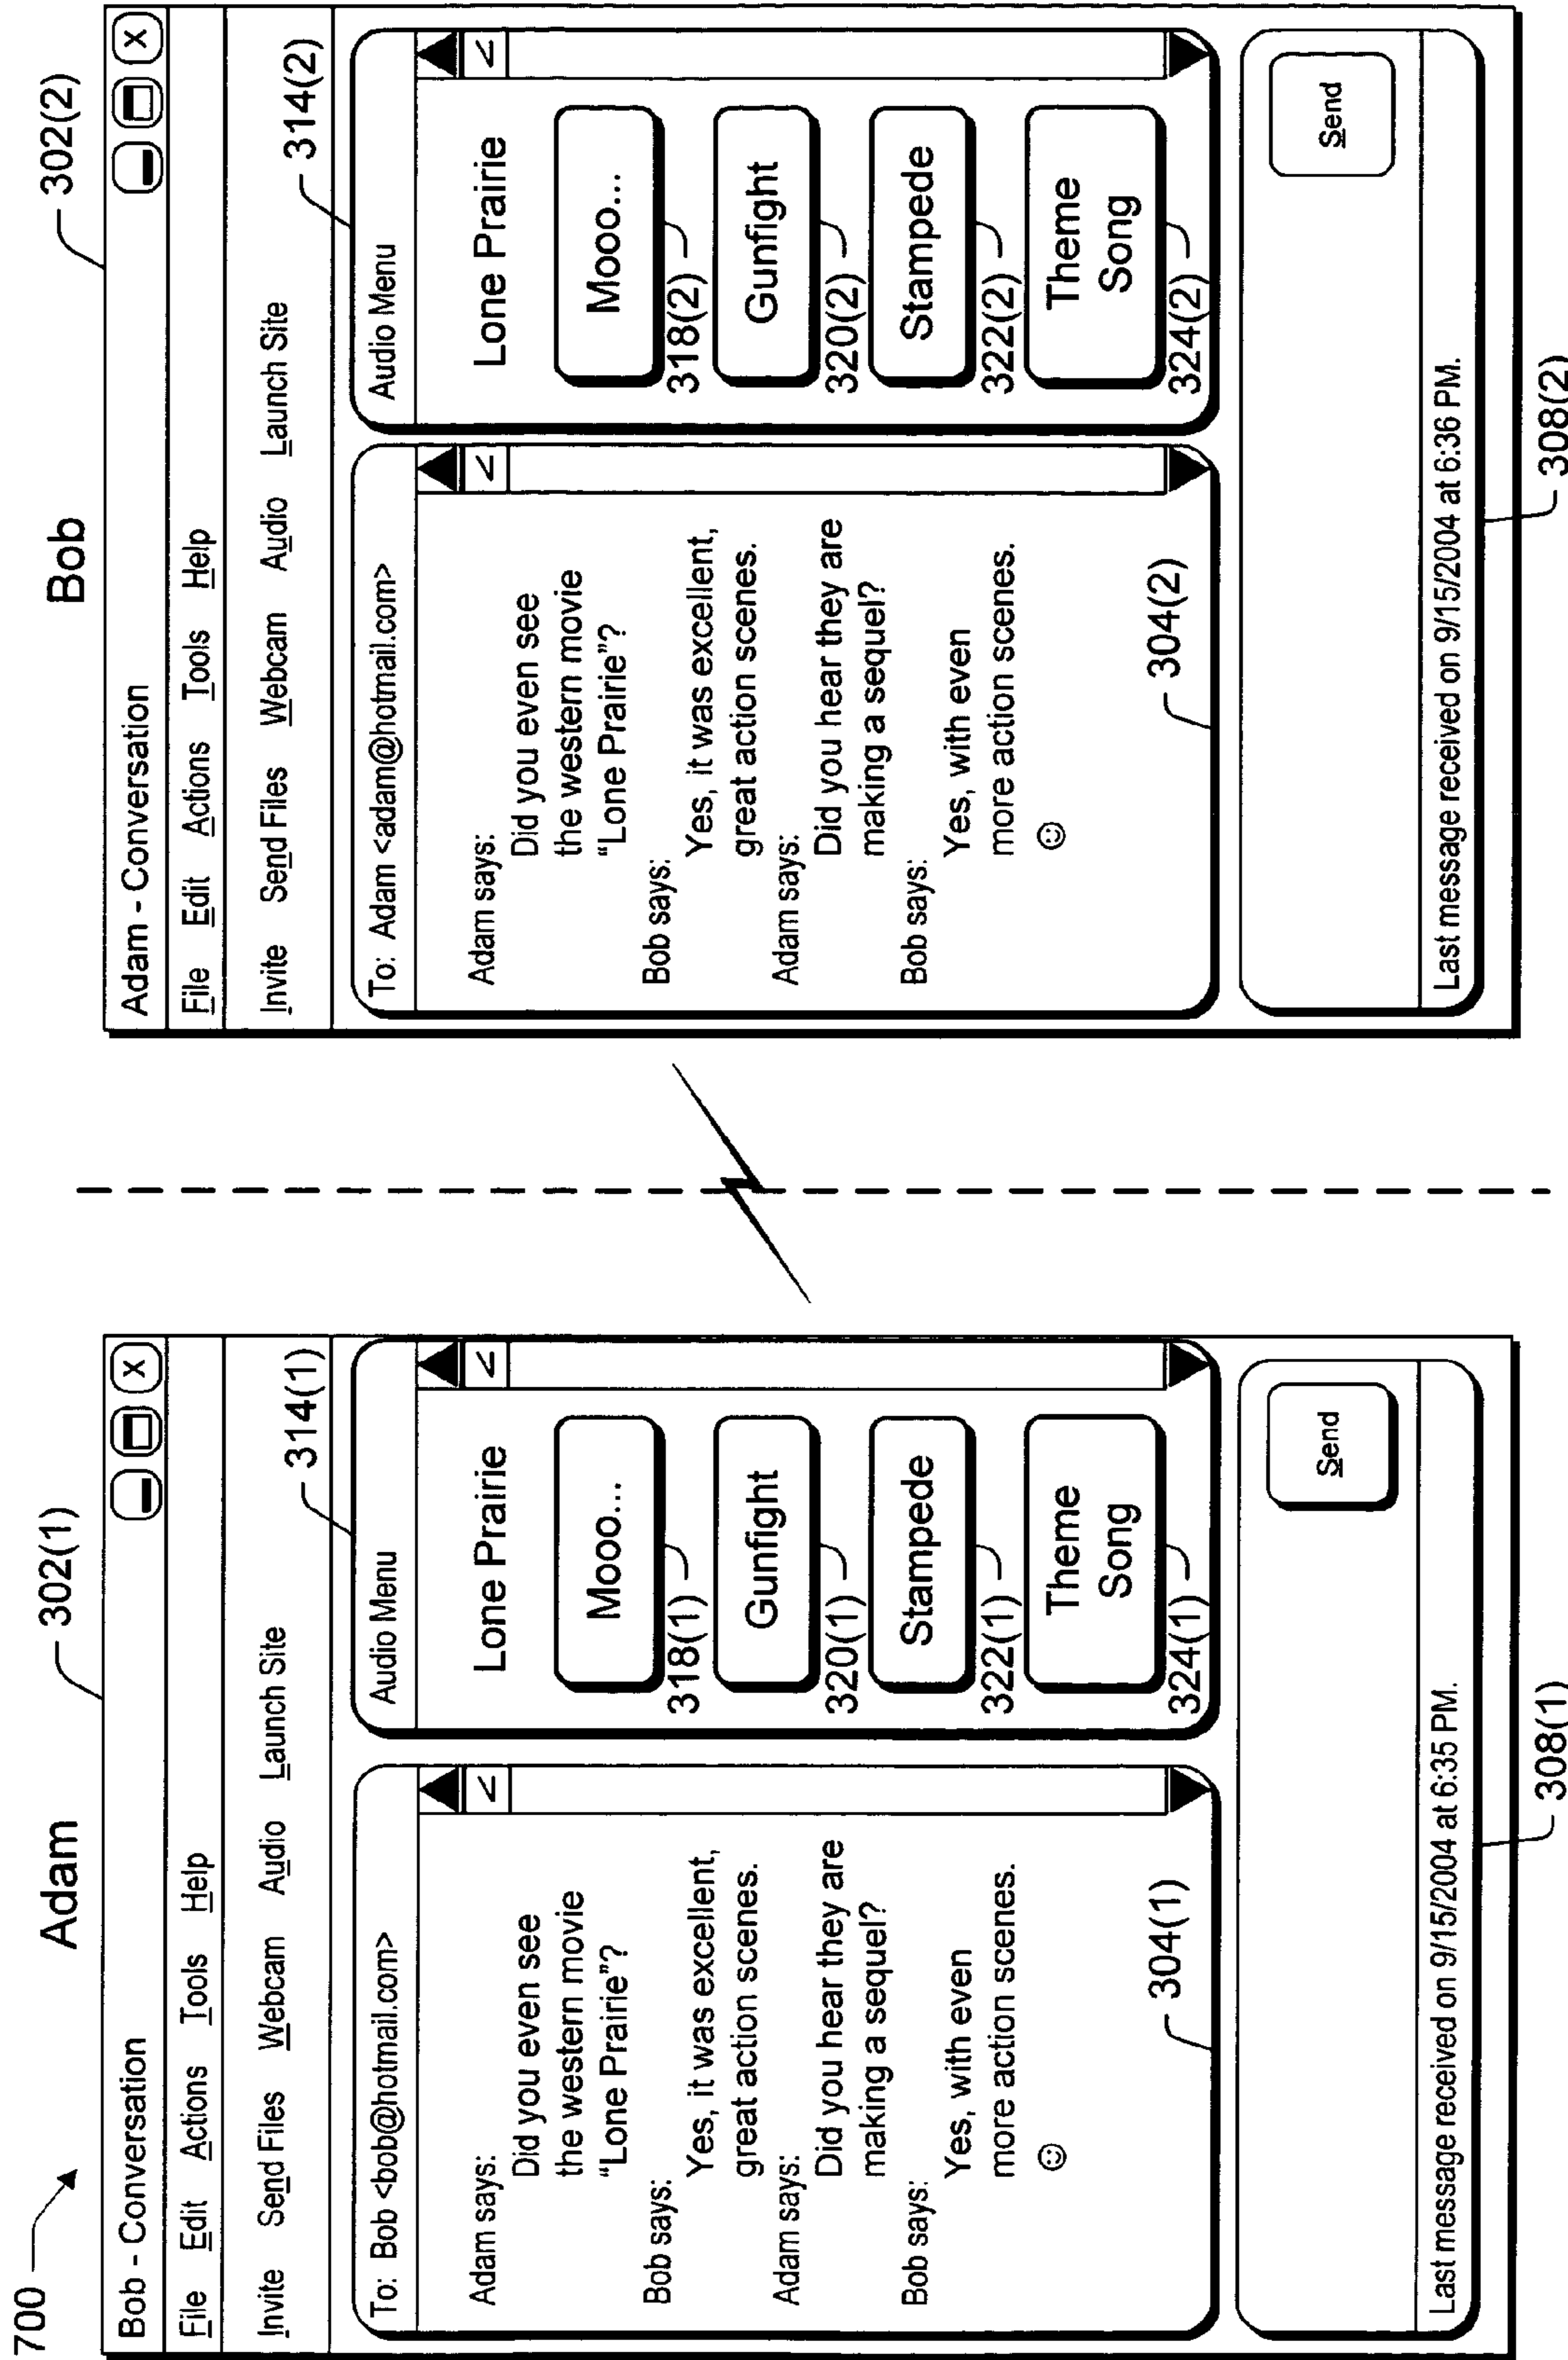 700
Adam
302(1)
Bob - Conversation
X
File Edit Actions Tools Help
Invite Send Files Webcam Audio Launch Site
314(1)
To: Bob <bob@hotmail.com>
Adam says:
Did you even see
the western movie
“Lone Prairie”?
Bob says:
Yes, it was excellent,
great action scenes.
Adam says:
Did you hear they are
making a sequel?
Bob says:
Yes, with even
more action scenes.
☺
304(1)
Audio Menu
Lone Prairie
Mooo...
318(1)
Gunfight
320(1)
Stampede
322(1)
Theme
Song
324(1)
Send
Last message received on 9/15/2004 at 6:35 PM.
308(1)
Bob
302(2)
Adam - Conversation
X
File Edit Actions Tools Help
Invite Send Files Webcam Audio Launch Site
314(2)
To: Adam <adam@hotmail.com>
Adam says:
Did you even see
the western movie
“Lone Prairie”?
Bob says:
Yes, it was excellent,
great action scenes.
Adam says:
Did you hear they are
making a sequel?
Bob says:
Yes, with even
more action scenes.
☺
304(2)
Audio Menu
Lone Prairie
Mooo...
318(2)
Gunfight
320(2)
Stampede
322(2)
Theme
Song
324(2)
Send
Last message received on 9/15/2004 at 6:36 PM.
308(2)